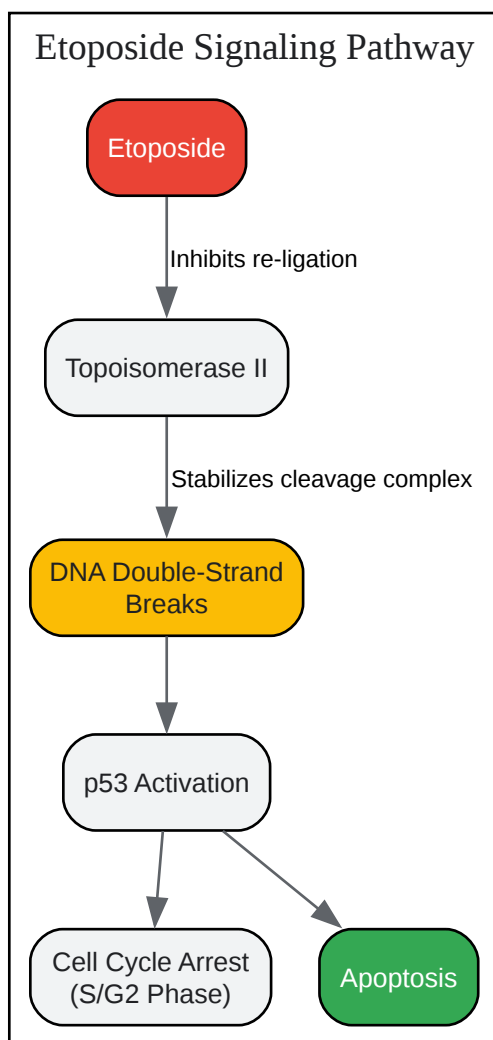 Etoposide Signaling Pathway
Etoposide
Inhibits re-ligation
Topoisomerase II
Stabilizes cleavage complex
DNA Double-Strand
Breaks
p53 Activation
Cell Cycle Arrest
(S/G2 Phase)
Apoptosis